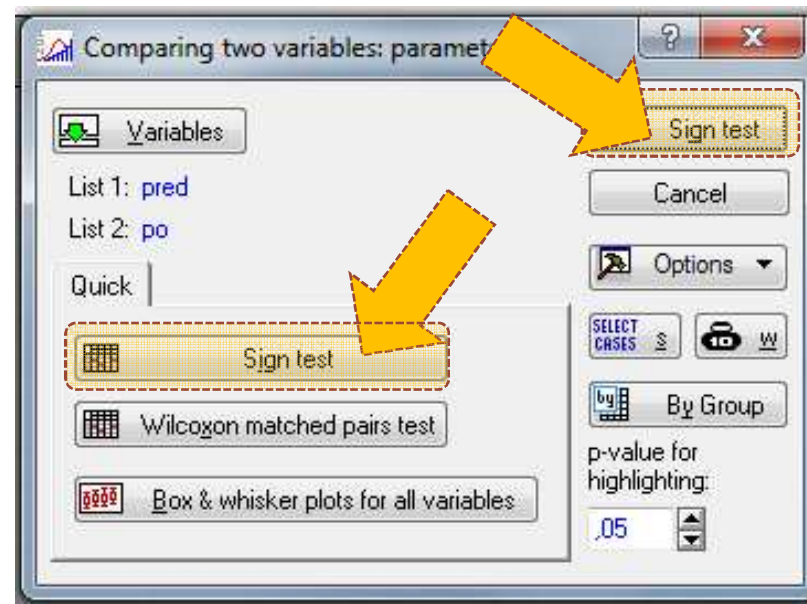 Comparing two variables: paramet
Variables
Sign test
List 1: pred
Cancel
List 2: po
Options
Quick
SELECT
CASES S
W
Sign test
By Group
Wilcoxon matched pairs test
p-value for
highlighting:
Box & whisker plots for all variables
,05